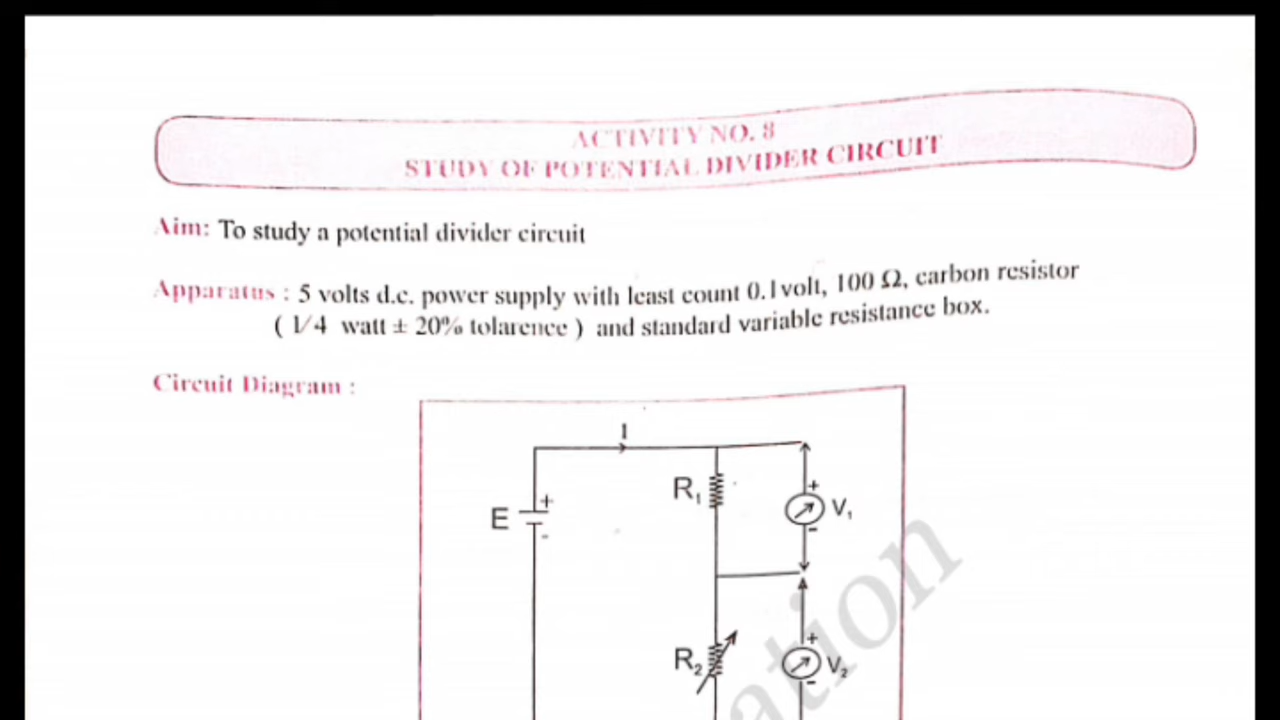 ACTIVITY NO. 8
STUDY OF POTENTIAL DIVIDER CIRCUIT
Aim: To study a potential divider circuit
Apparatus : 5 volts d.c. power supply with least count 0.1volt, 100 Ω, carbon resistor
( 1/4 watt ± 20% tolarence ) and standard variable resistance box.
Circuit Diagram :
I
R₁
+
V₁
-
E
+
-
R₂
+
V₂
-